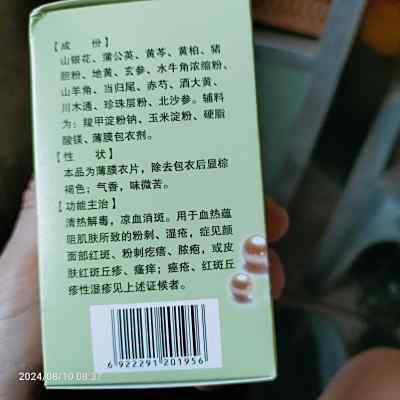 【成　份】
山银花、蒲公英、黄芩、黄柏、猪
胆粉、地黄、玄参、水牛角浓缩粉、
山羊角、当归尾、赤芍、酒大黄、
川木通、珍珠层粉、北沙参。辅料
为：羧甲淀粉钠、玉米淀粉、硬脂
酸镁、薄膜包衣剂。
【性　状】
本品为薄膜衣片，除去包衣后显棕
褐色；气香，味微苦。
【功能主治】
清热解毒，凉血消斑。用于血热蕴
阻肌肤所致的粉刺、湿疮，症见颜
面部红斑、粉刺疙瘩、脓疱，或皮
肤红斑丘疹、瘙痒；痤疮、红斑丘
疹性湿疹见上述证候者。
6 922291 201956
2024/08/10 08:37